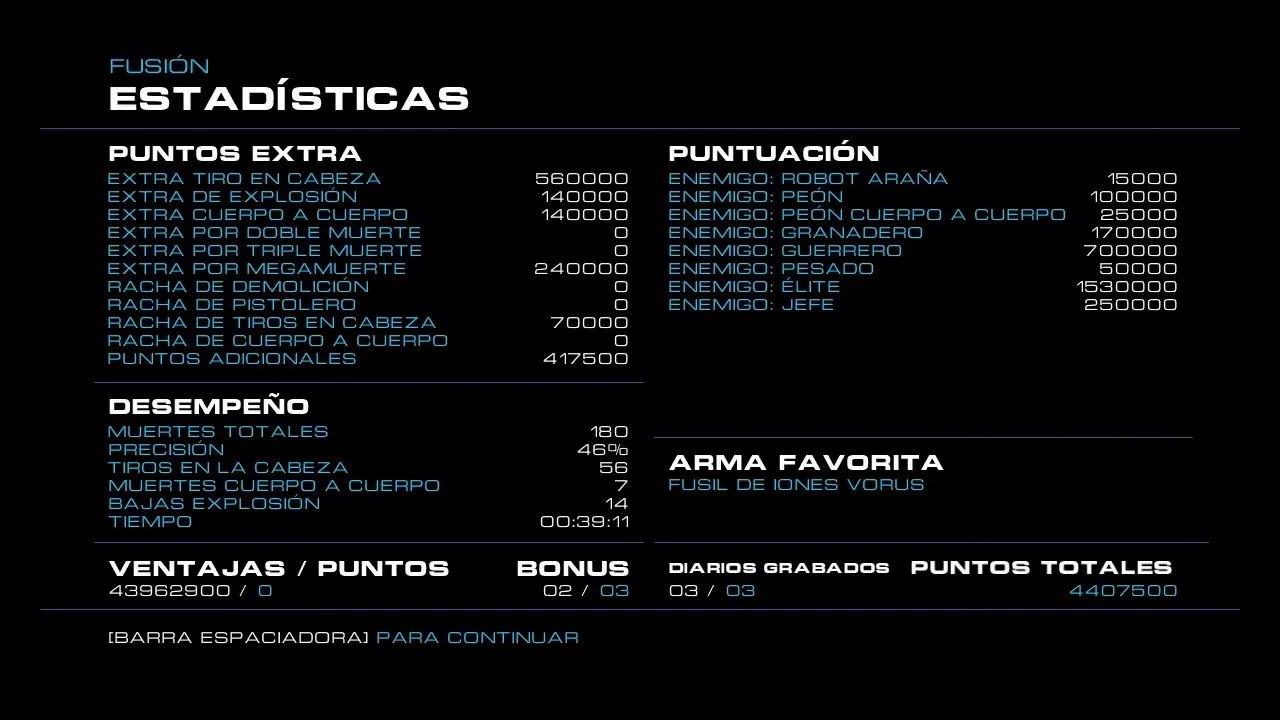 FUSIÓN
ESTADÍSTICAS
PUNTOS EXTRA
EXTRA TIRO EN CABEZA 560000
EXTRA DE EXPLOSIÓN 140000
EXTRA CUERPO A CUERPO 140000
EXTRA POR DOBLE MUERTE 0
EXTRA POR TRIPLE MUERTE 0
EXTRA POR MEGAMUERTE 240000
RACHA DE DEMOLICIÓN 0
RACHA DE PISTOLERO 0
RACHA DE TIROS EN CABEZA 70000
RACHA DE CUERPO A CUERPO 0
PUNTOS ADICIONALES 417500
PUNTUACIÓN
ENEMIGO: ROBOT ARAÑA 15000
ENEMIGO: PEÓN 100000
ENEMIGO: PEÓN CUERPO A CUERPO 25000
ENEMIGO: GRANADERO 170000
ENEMIGO: GUERRERO 700000
ENEMIGO: PESADO 50000
ENEMIGO: ÉLITE 1530000
ENEMIGO: JEFE 250000
DESEMPEÑO
MUERTES TOTALES 180
PRECISIÓN 46%
TIROS EN LA CABEZA 56
MUERTES CUERPO A CUERPO 7
BAJAS EXPLOSIÓN 14
TIEMPO 00:39:11
ARMA FAVORITA
FUSIL DE IONES VORUS
VENTAJAS / PUNTOS BONUS
43962900 / 0 02 / 03
DIARIOS GRABADOS PUNTOS TOTALES
03 / 03 4407500
[BARRA ESPACIADORA] PARA CONTINUAR